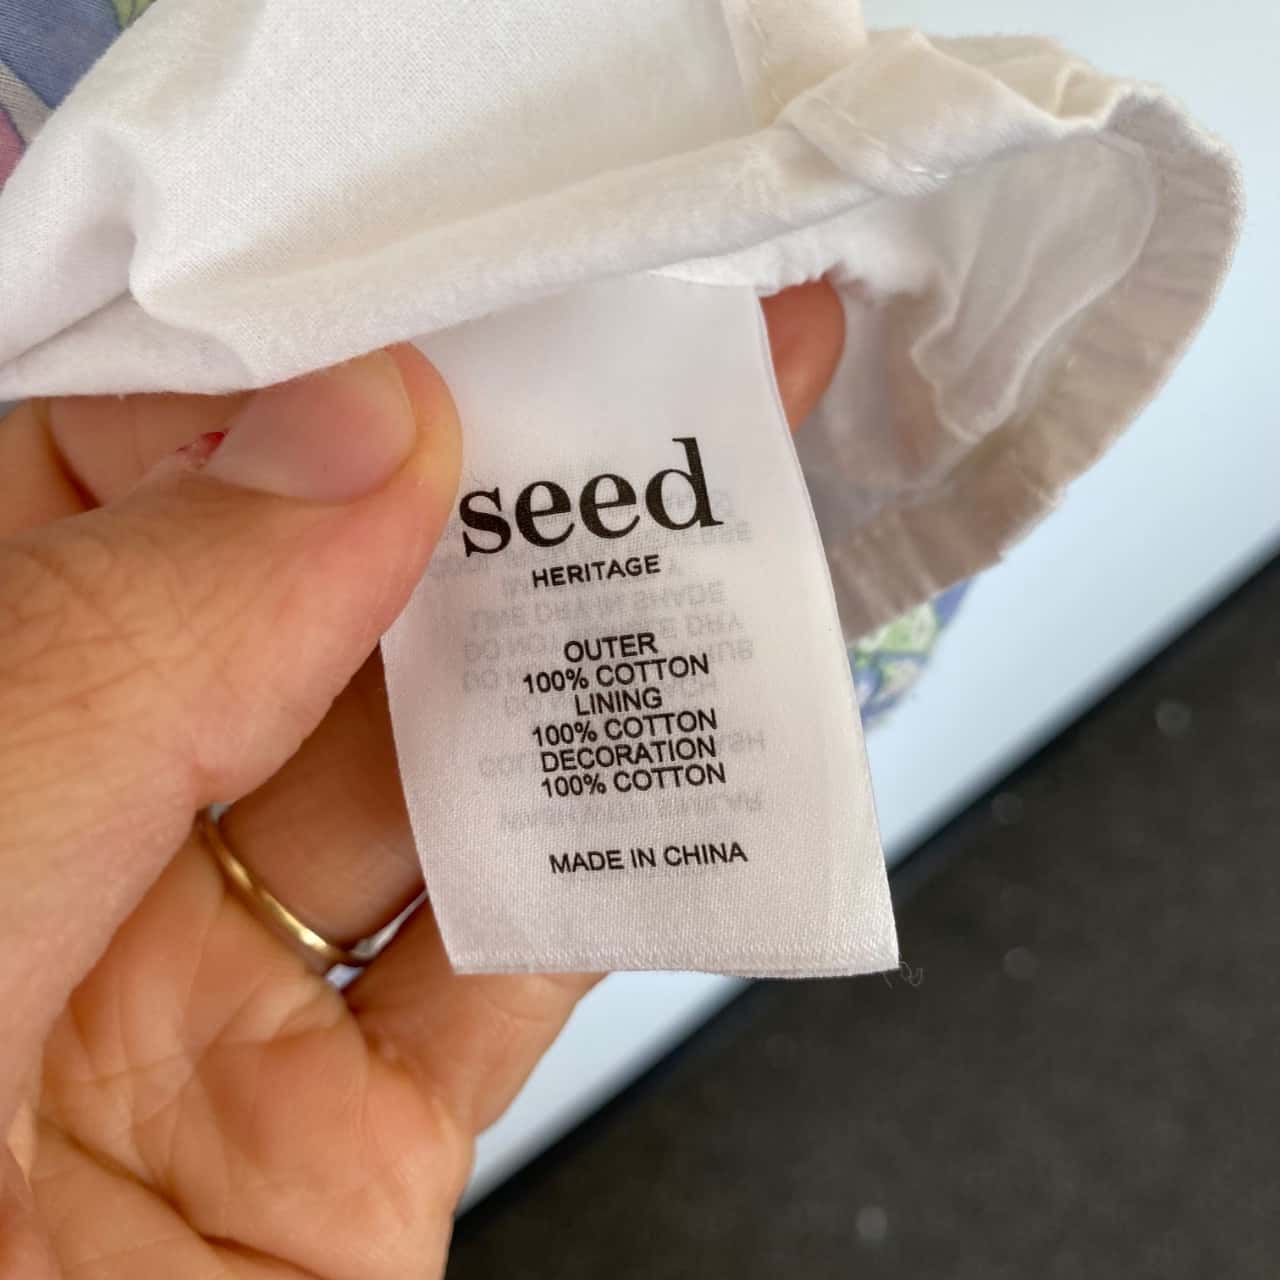 seed
HERITAGE
OUTER
100% COTTON
LINING
100% COTTON
DECORATION
100% COTTON
MADE IN CHINA